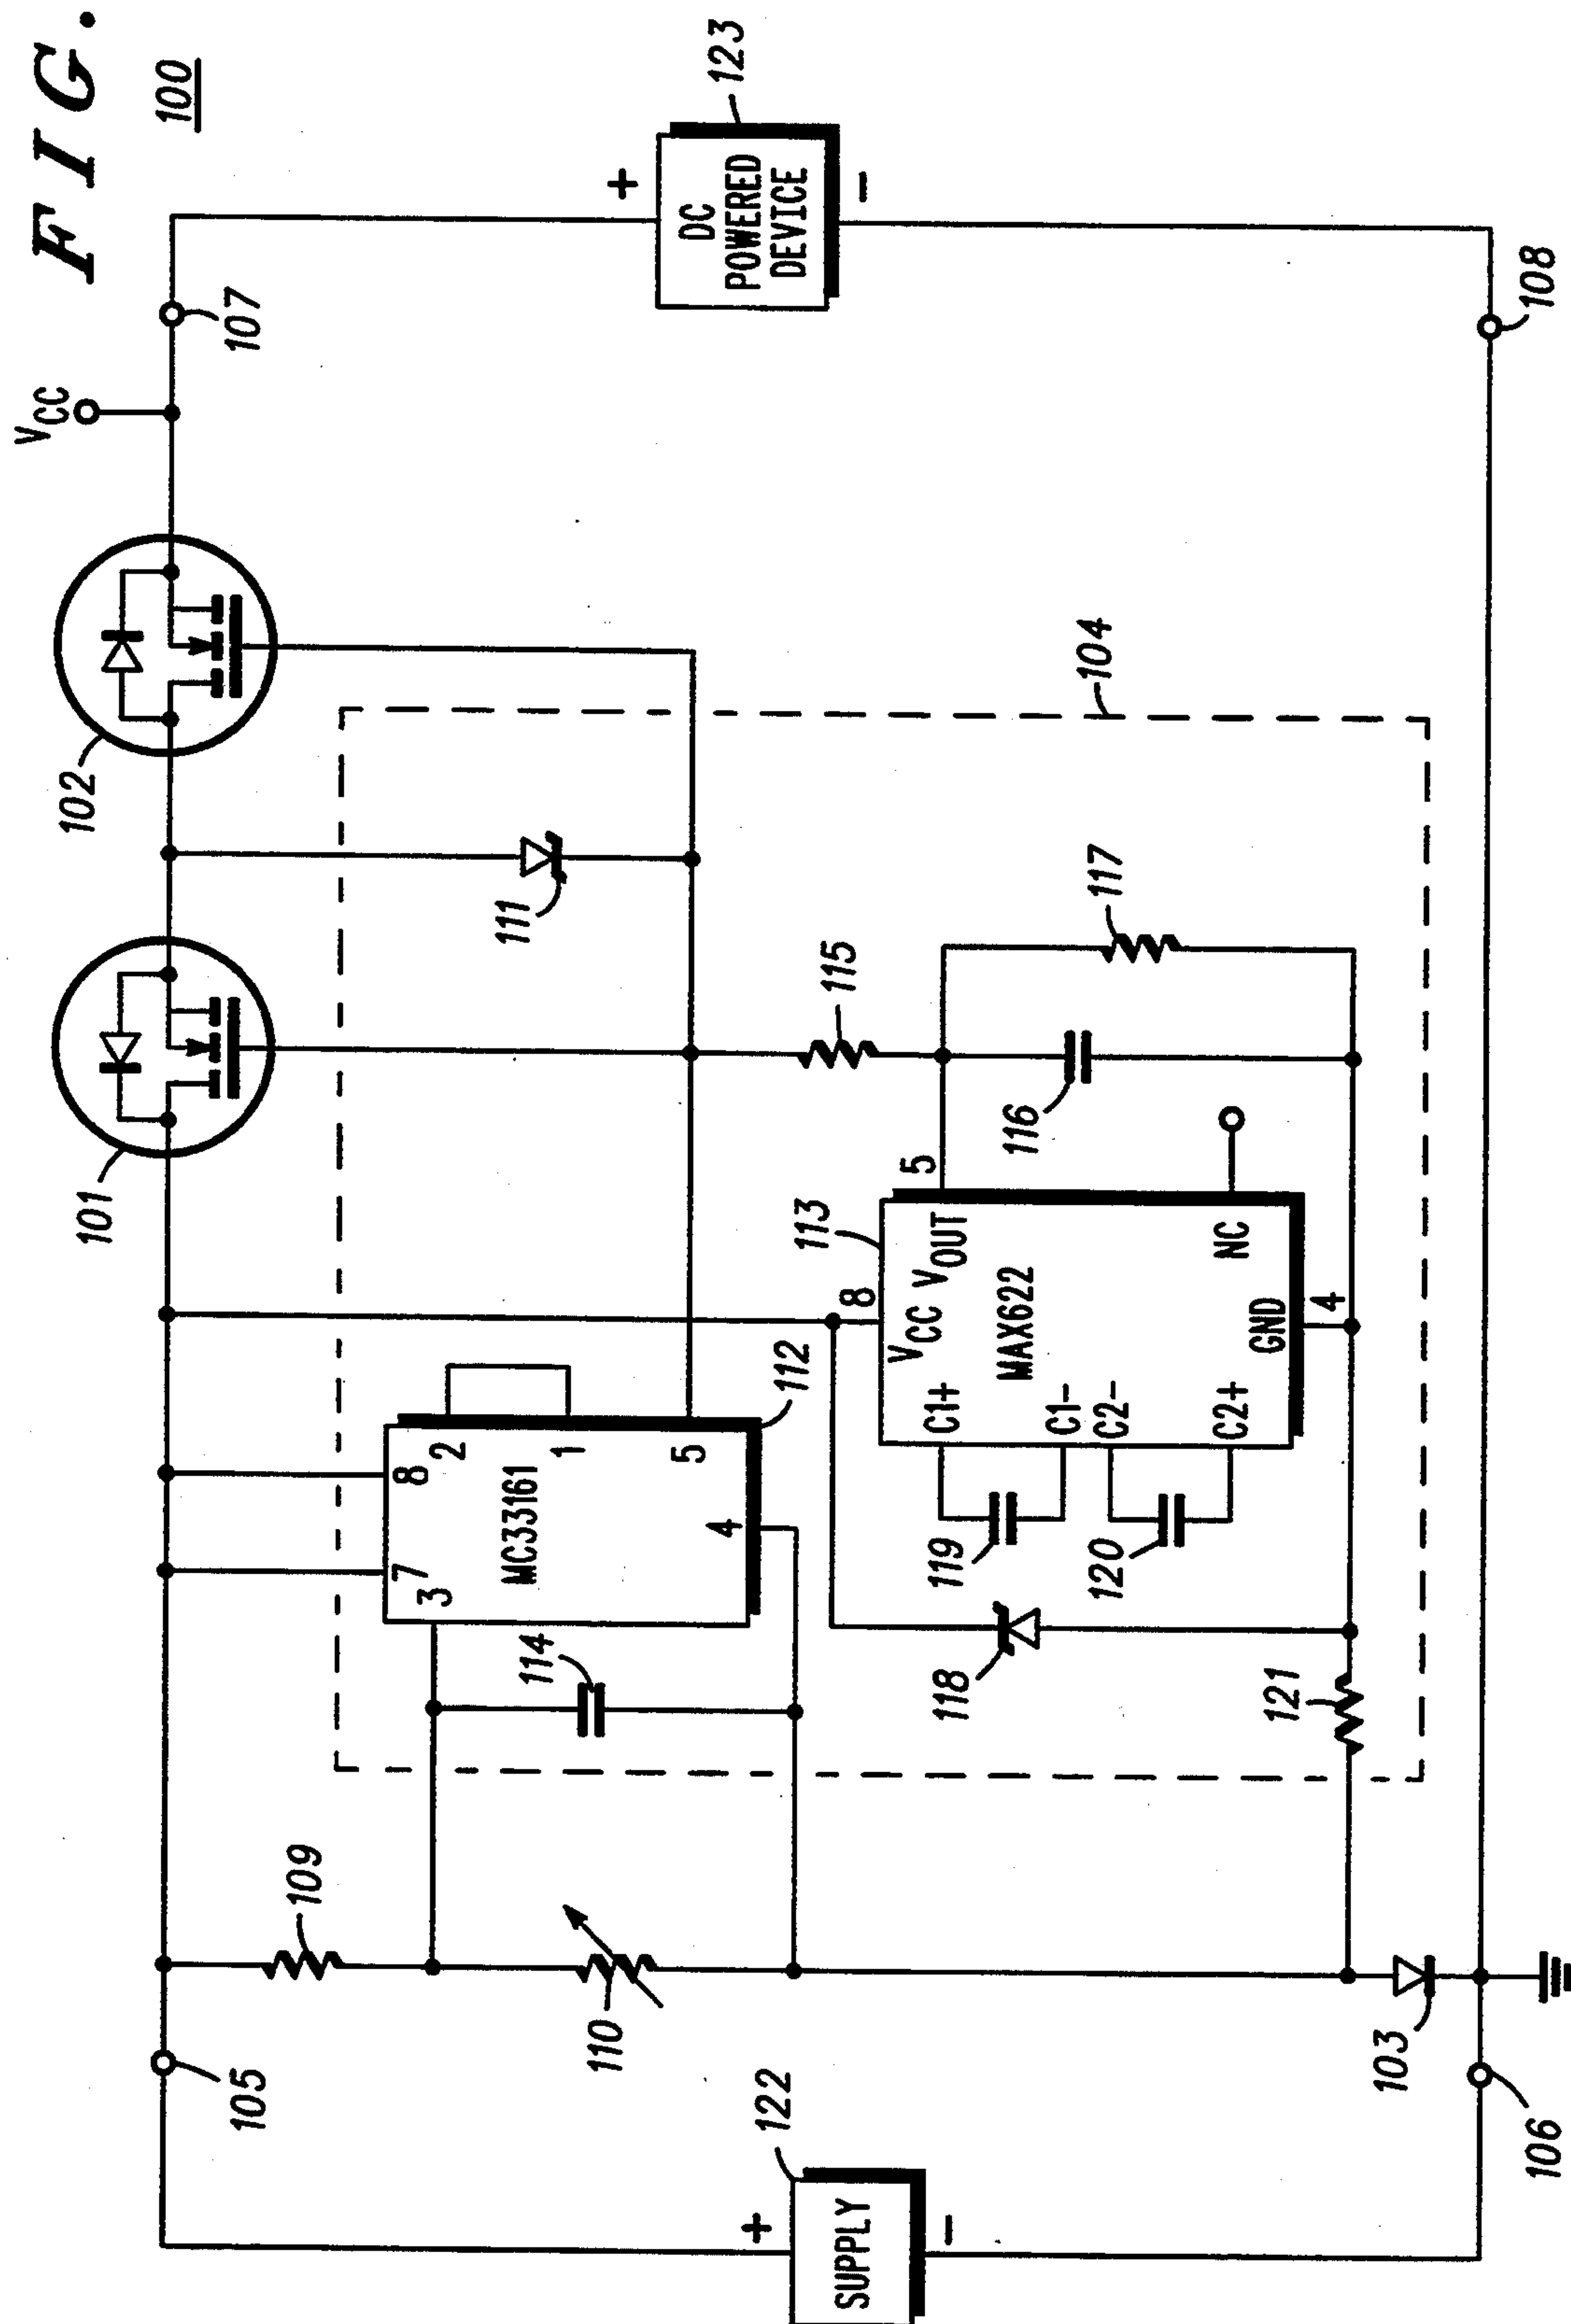 FIG.
100
VCC
107
102
101
105
123
+
DC
POWERED
DEVICE
-
108
104
111
109
110
8
7
2
3
MC33161
1
5
4
112
114
115
117
116
113
8
5
VCC
VOUT
C1+
MAX622
C1-
C2-
C2+
NC
GND
4
119
120
118
121
122
+
SUPPLY
-
103
106